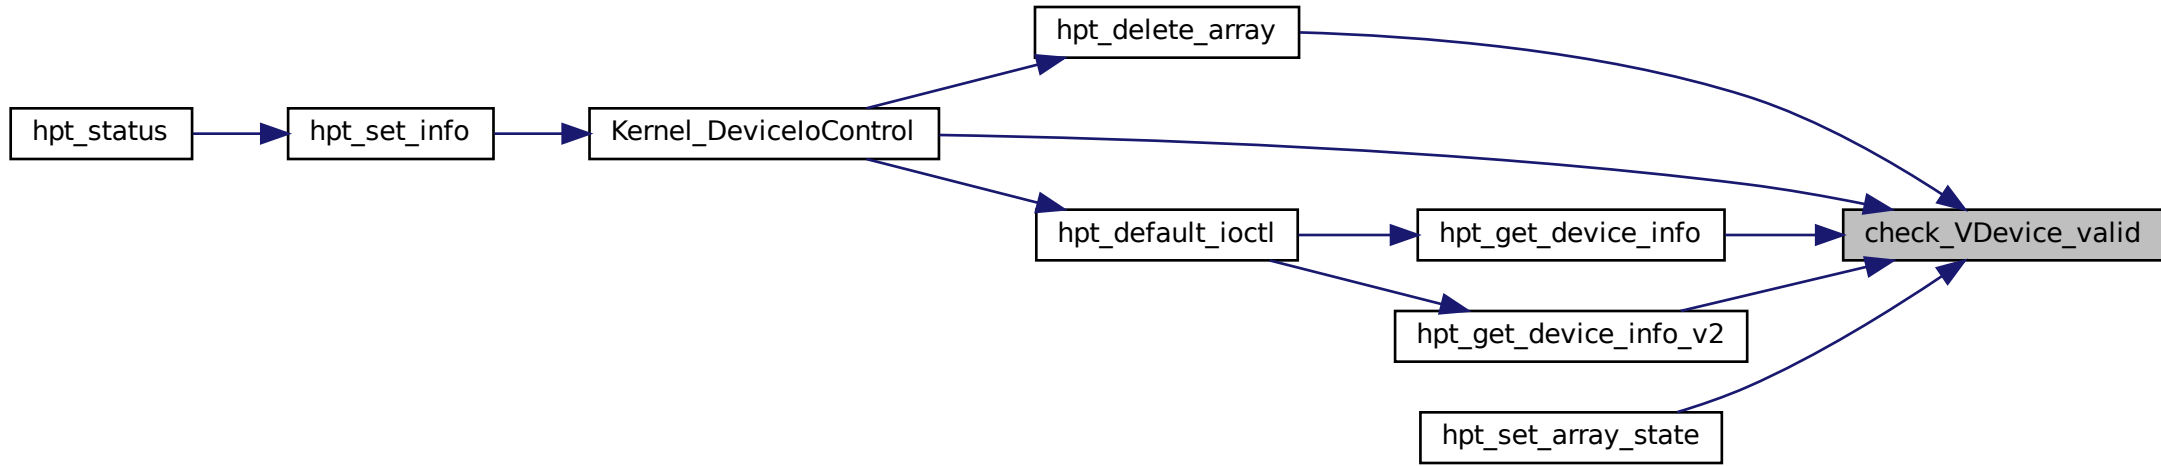 hpt_delete_array
hpt_status
hpt_set_info
Kernel_DeviceIoControl
hpt_default_ioctl
hpt_get_device_info
check_VDevice_valid
hpt_get_device_info_v2
hpt_set_array_state